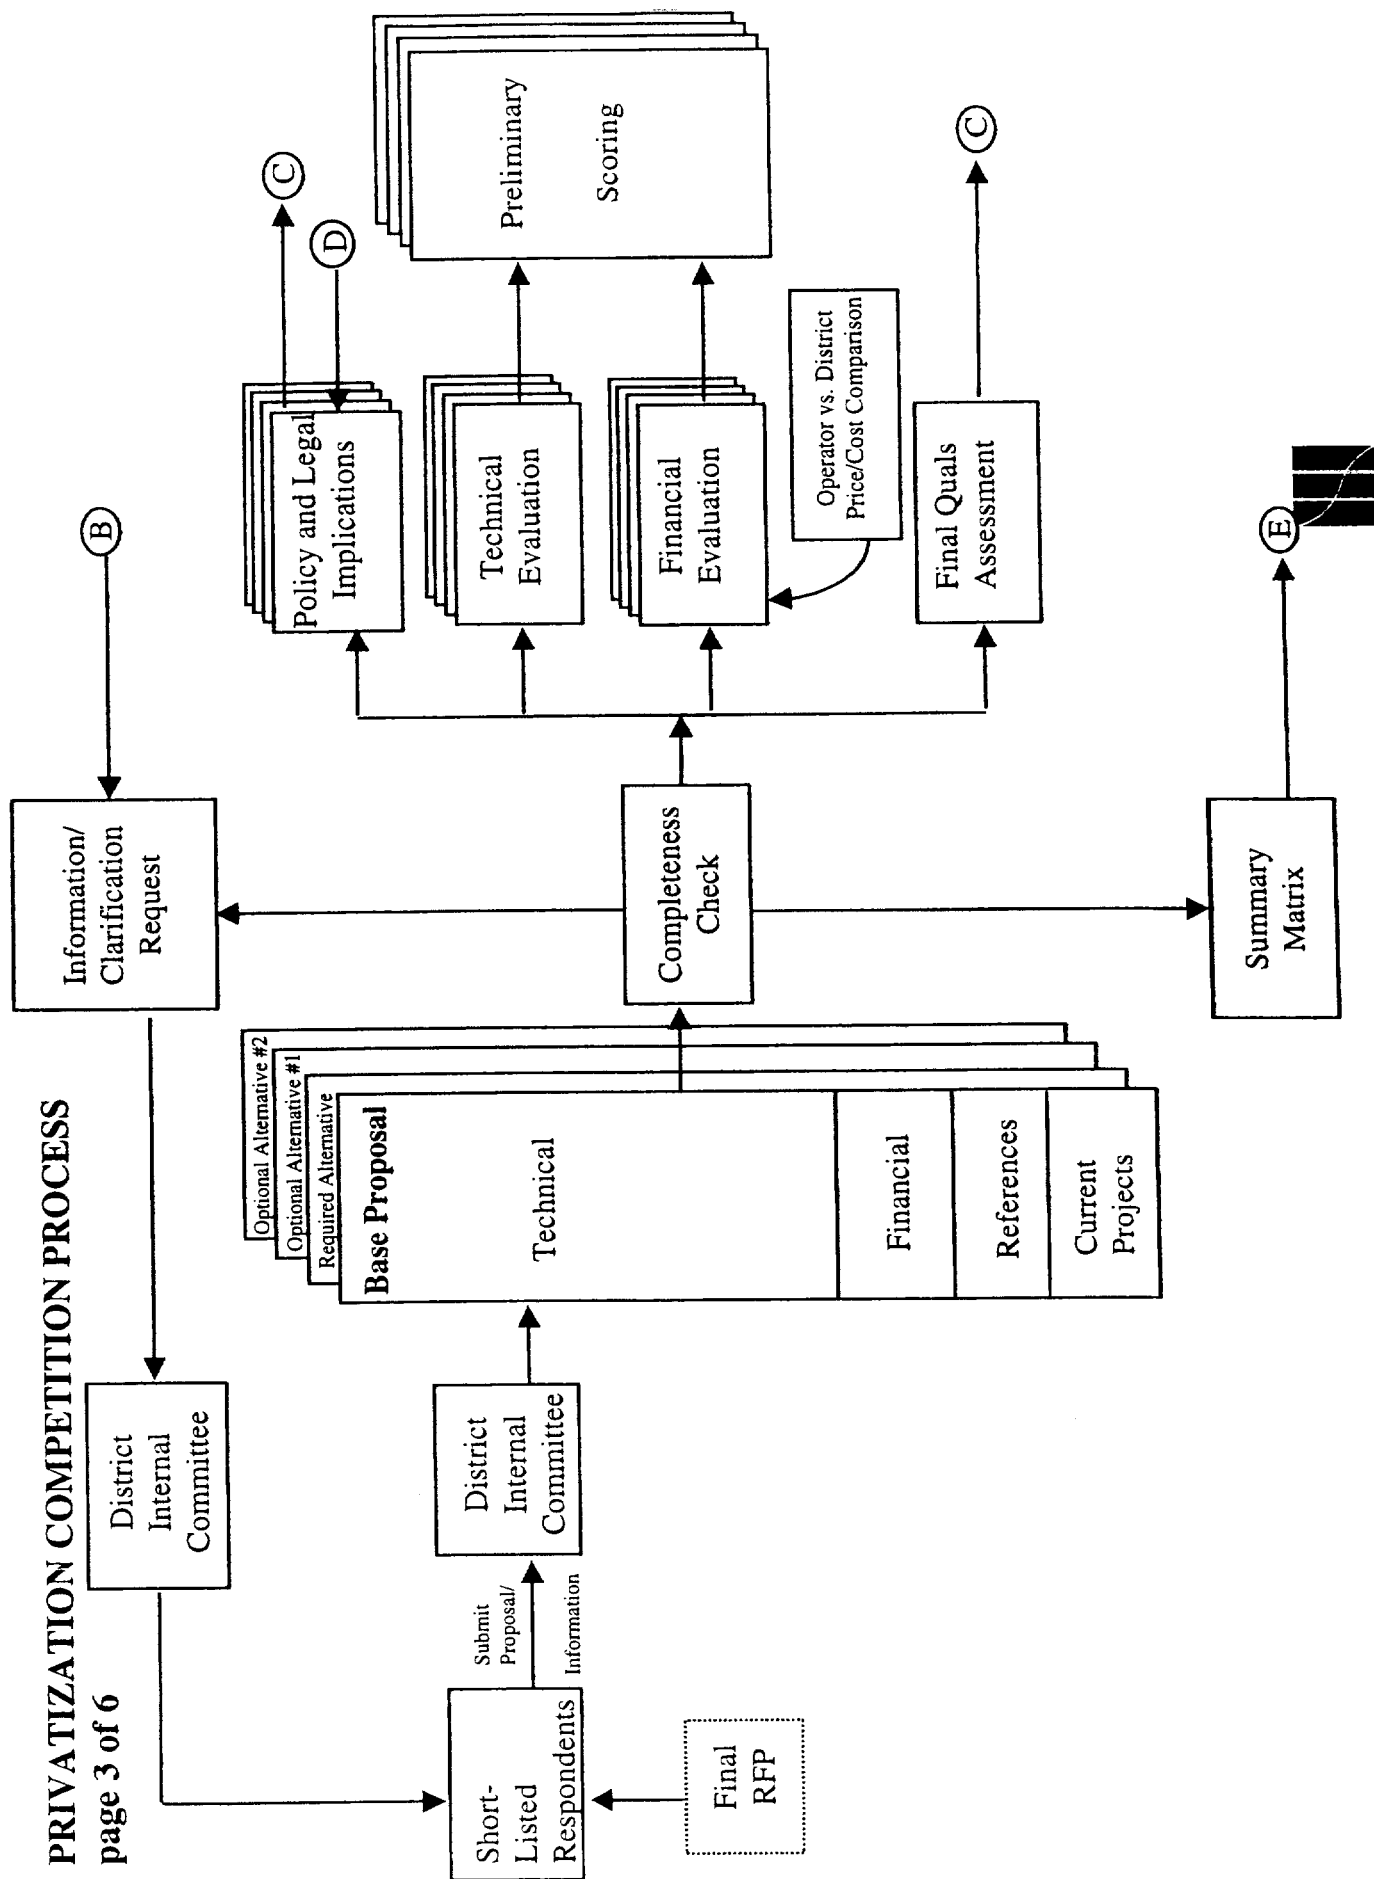 PRIVATIZATION COMPETITION PROCESS
page 3 of 6
Short-
Listed
Respondents
Final
RFP
Submit
Proposal/
Information
District
Internal
Committee
District
Internal
Committee
Optional Alternative #2
Optional Alternative #1
Required Alternative
Base Proposal
Technical
Financial
References
Current
Projects
Information/
Clarification
Request
B
Completeness
Check
Summary
Matrix
E
Policy and Legal
Implications
C
D
Technical
Evaluation
Financial
Evaluation
Operator vs. District
Price/Cost Comparison
Final Quals
Assessment
C
Preliminary
Scoring